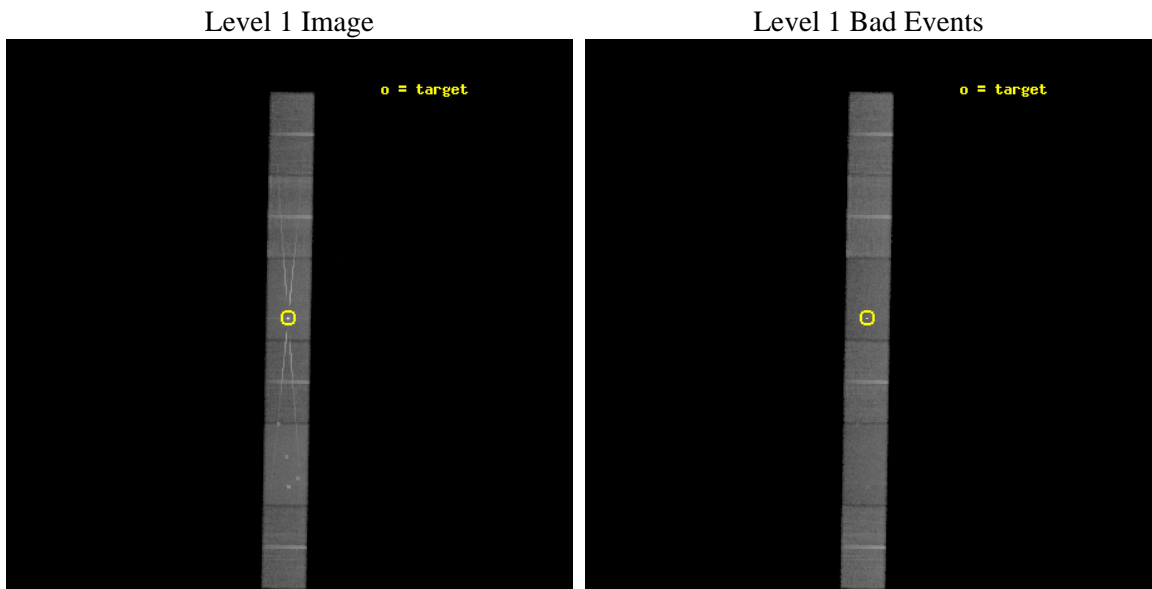 Level 1 Image
Level 1 Bad Events
o = target
o = target